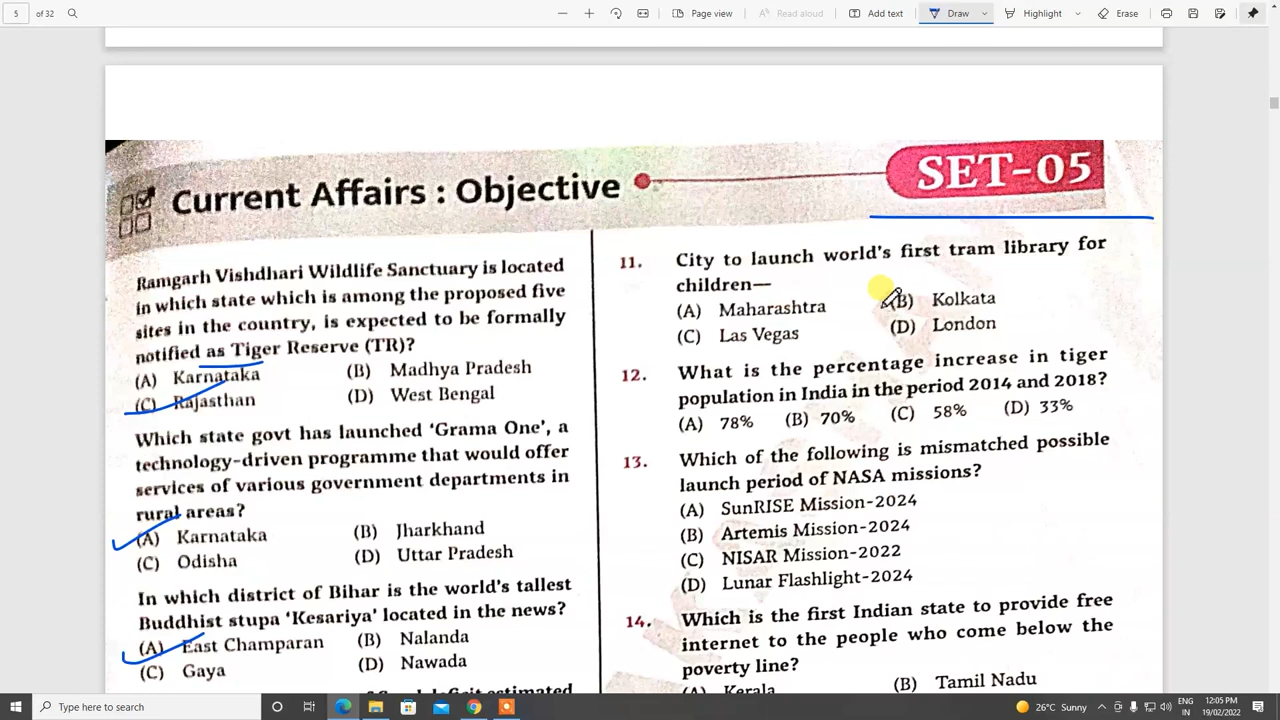 5 of 32
Page view
Read aloud
Add text
Draw
Highlight
Erase
Current Affairs : Objective
SET-05
Ramgarh Vishdhari Wildlife Sanctuary is located
in which state which is among the proposed five
sites in the country, is expected to be formally
notified as Tiger Reserve (TR)?
(A) Karnataka (B) Madhya Pradesh
(C) Rajasthan (D) West Bengal
Which state govt has launched ‘Grama One’, a
technology-driven programme that would offer
services of various government departments in
rural areas?
(A) Karnataka (B) Jharkhand
(C) Odisha (D) Uttar Pradesh
In which district of Bihar is the world's tallest
Buddhist stupa ‘Kesariya’ located in the news?
(A) East Champaran (B) Nalanda
(C) Gaya (D) Nawada
deficit estimated
11. City to launch world's first tram library for
children—
(A) Maharashtra (B) Kolkata
(C) Las Vegas (D) London
12. What is the percentage increase in tiger
population in India in the period 2014 and 2018?
(A) 78% (B) 70% (C) 58% (D) 33%
13. Which of the following is mismatched possible
launch period of NASA missions?
(A) SunRISE Mission-2024
(B) Artemis Mission-2024
(C) NISAR Mission-2022
(D) Lunar Flashlight-2024
14. Which is the first Indian state to provide free
internet to the people who come below the
poverty line?
(A) Kerala (B) Tamil Nadu
Type here to search
26°C Sunny
ENG
IN
12:05 PM
19/02/2022